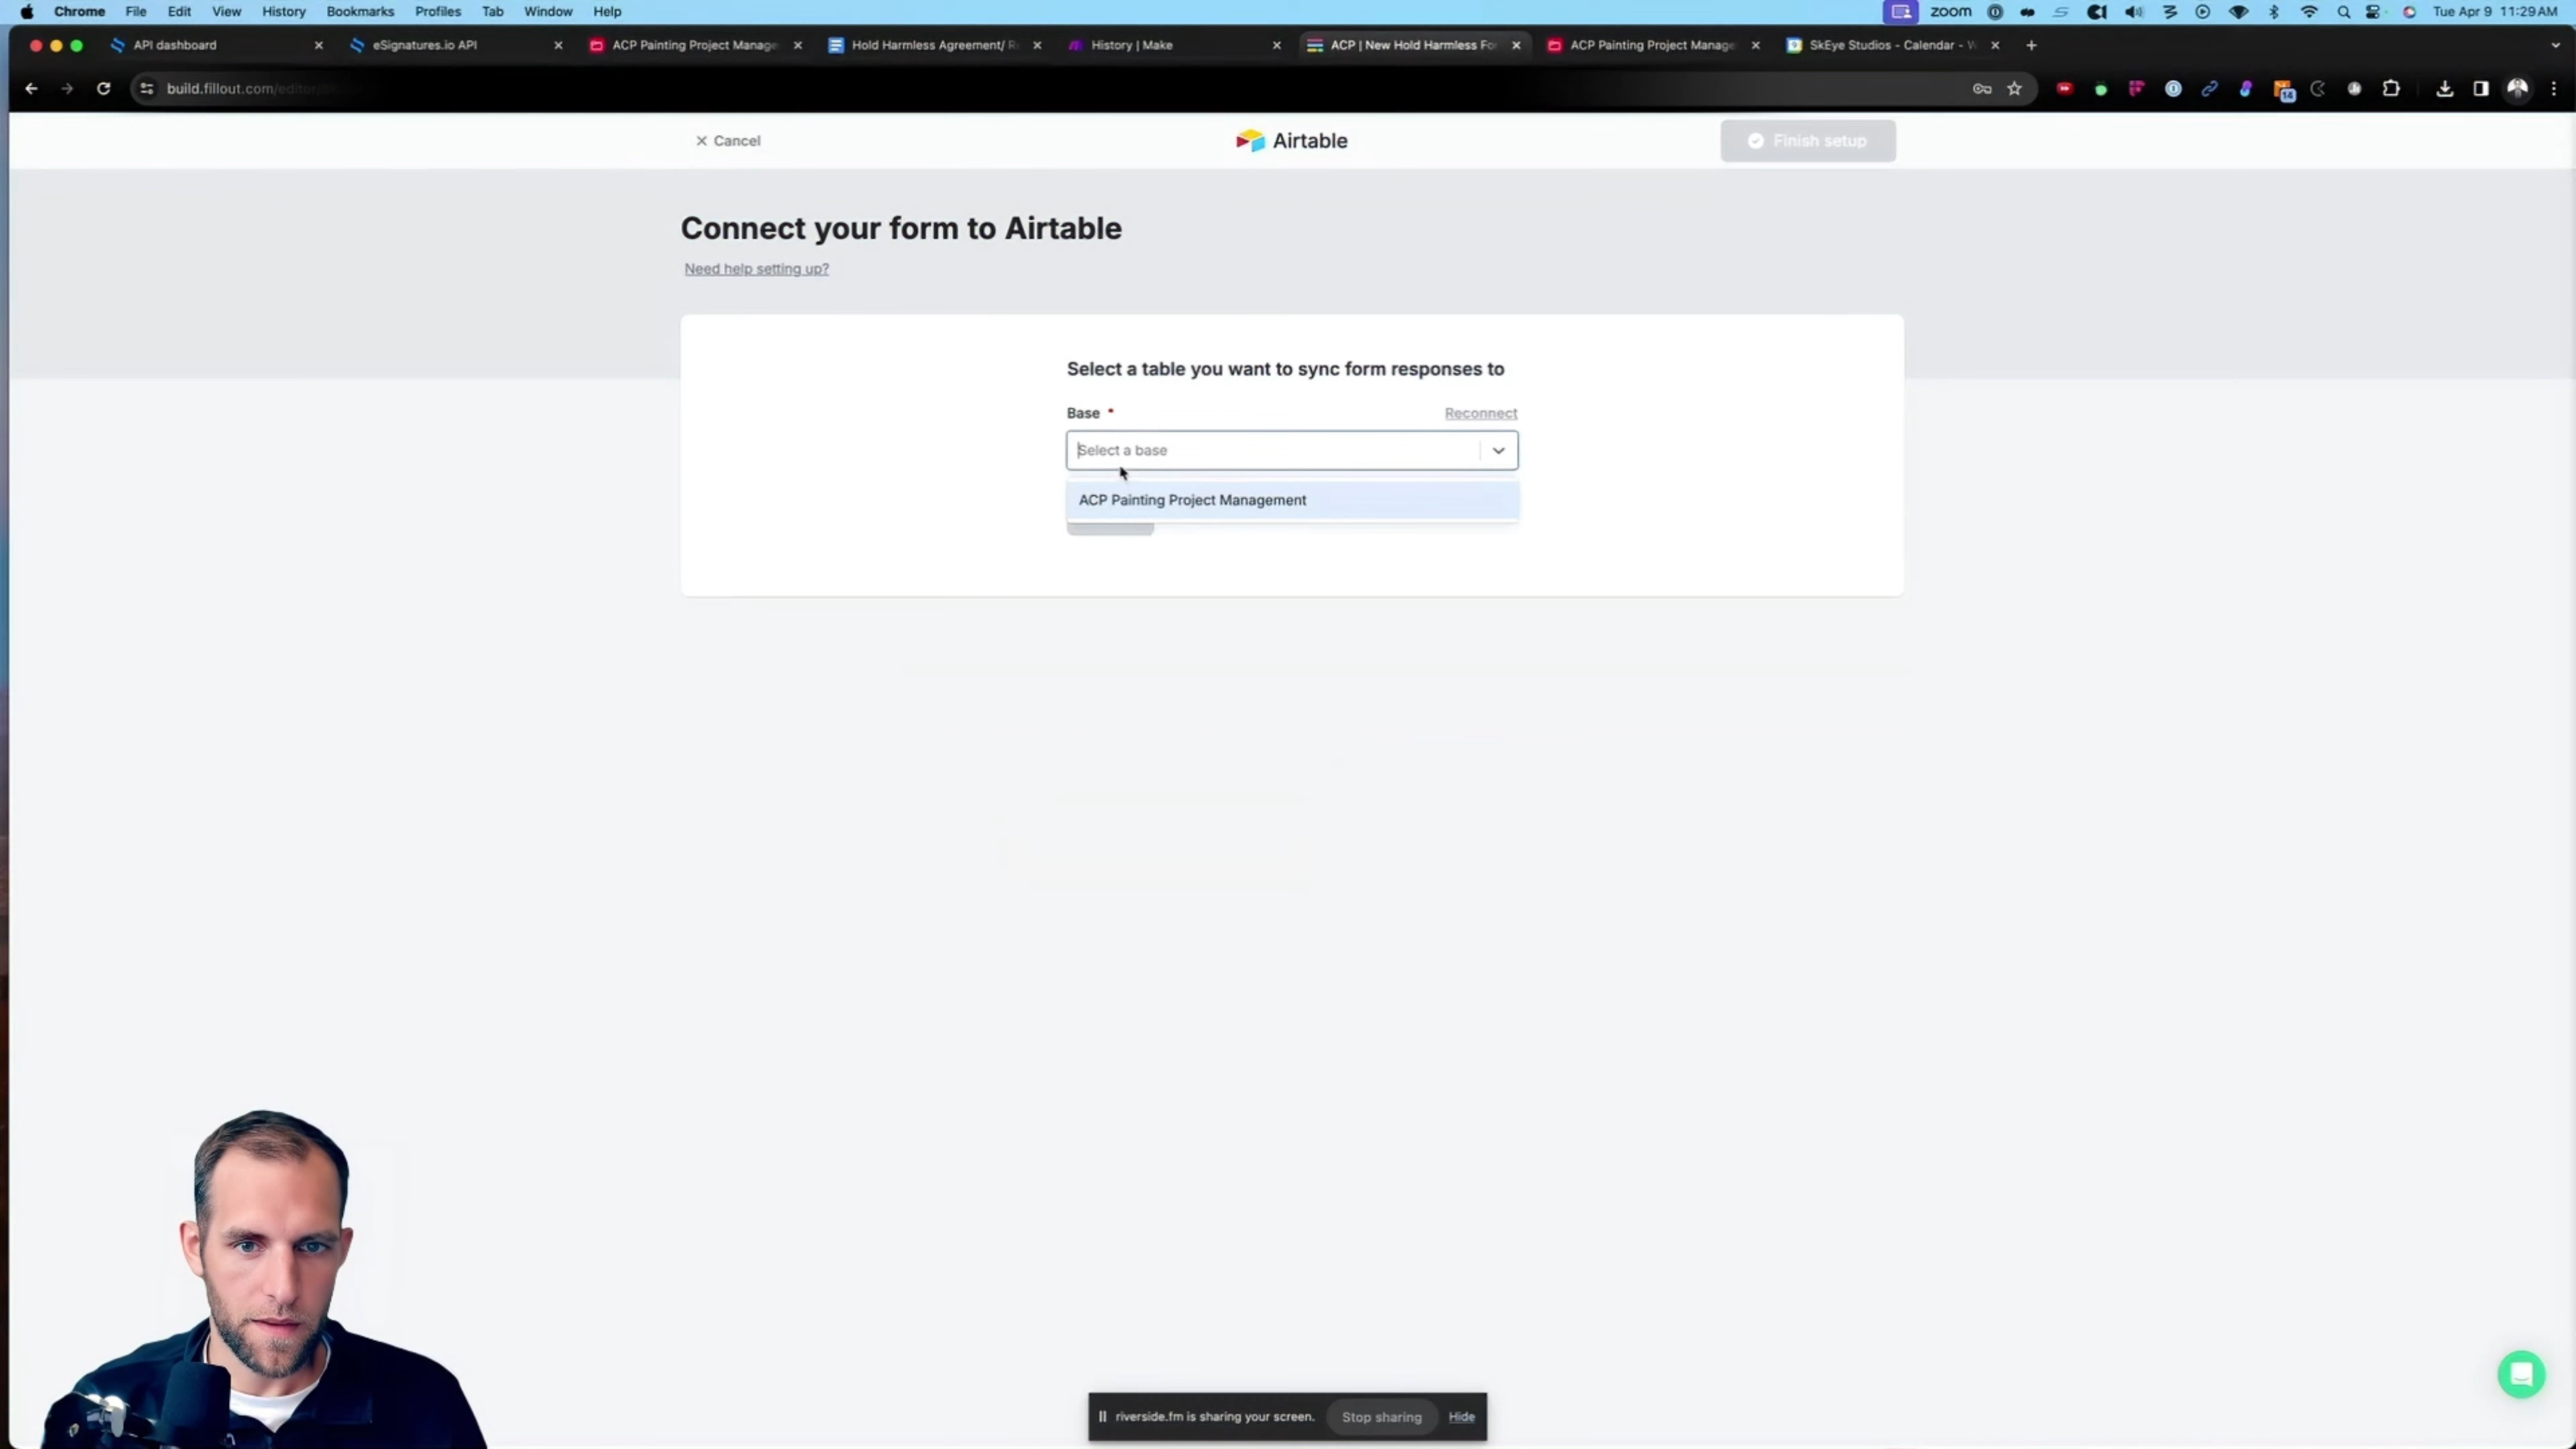 Chrome File Edit View History Bookmarks Profiles Tab Window Help zoom Tue Apr 9 11:29 AM
API dashboard eSignatures.io API ACP Painting Project Manage Hold Harmless Agreement/ R History | Make ACP | New Hold Harmless Fo ACP Painting Project Manage SkEye Studios - Calendar - W
build.fillout.com/editor/
14
Cancel Airtable Finish setup
Connect your form to Airtable
Need help setting up?
Select a table you want to sync form responses to
Base * Reconnect
Select a base
ACP Painting Project Management
riverside.fm is sharing your screen. Stop sharing Hide